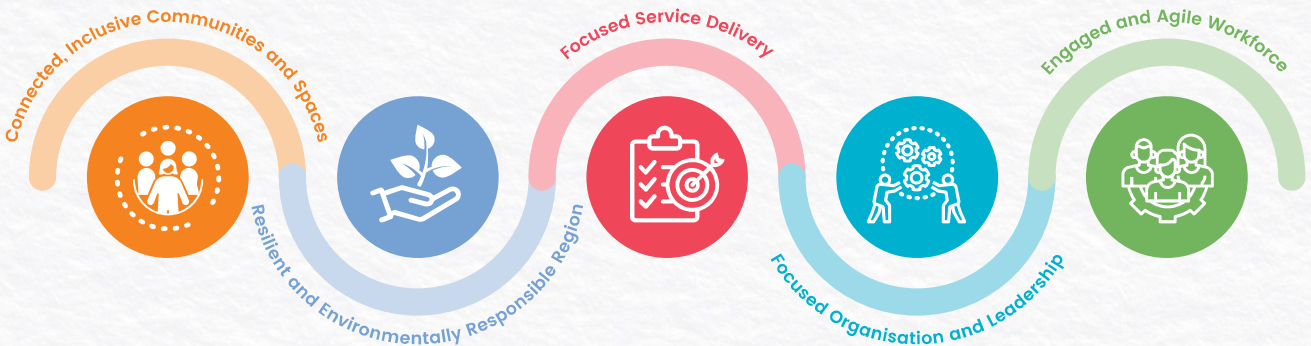 Connected, Inclusive Communities and Spaces
Resilient and Environmentally Responsible Region
Focused Service Delivery
Focused Organisation and Leadership
Engaged and Agile Workforce